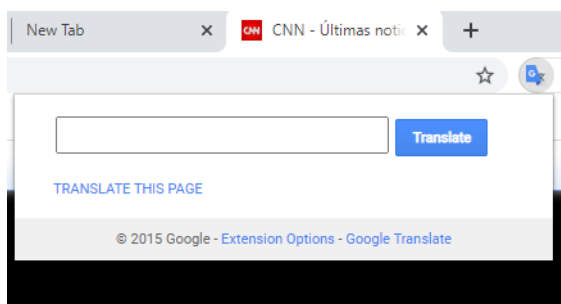 New Tab
CNN CNN - Últimas notic
Translate
TRANSLATE THIS PAGE
© 2015 Google - Extension Options - Google Translate